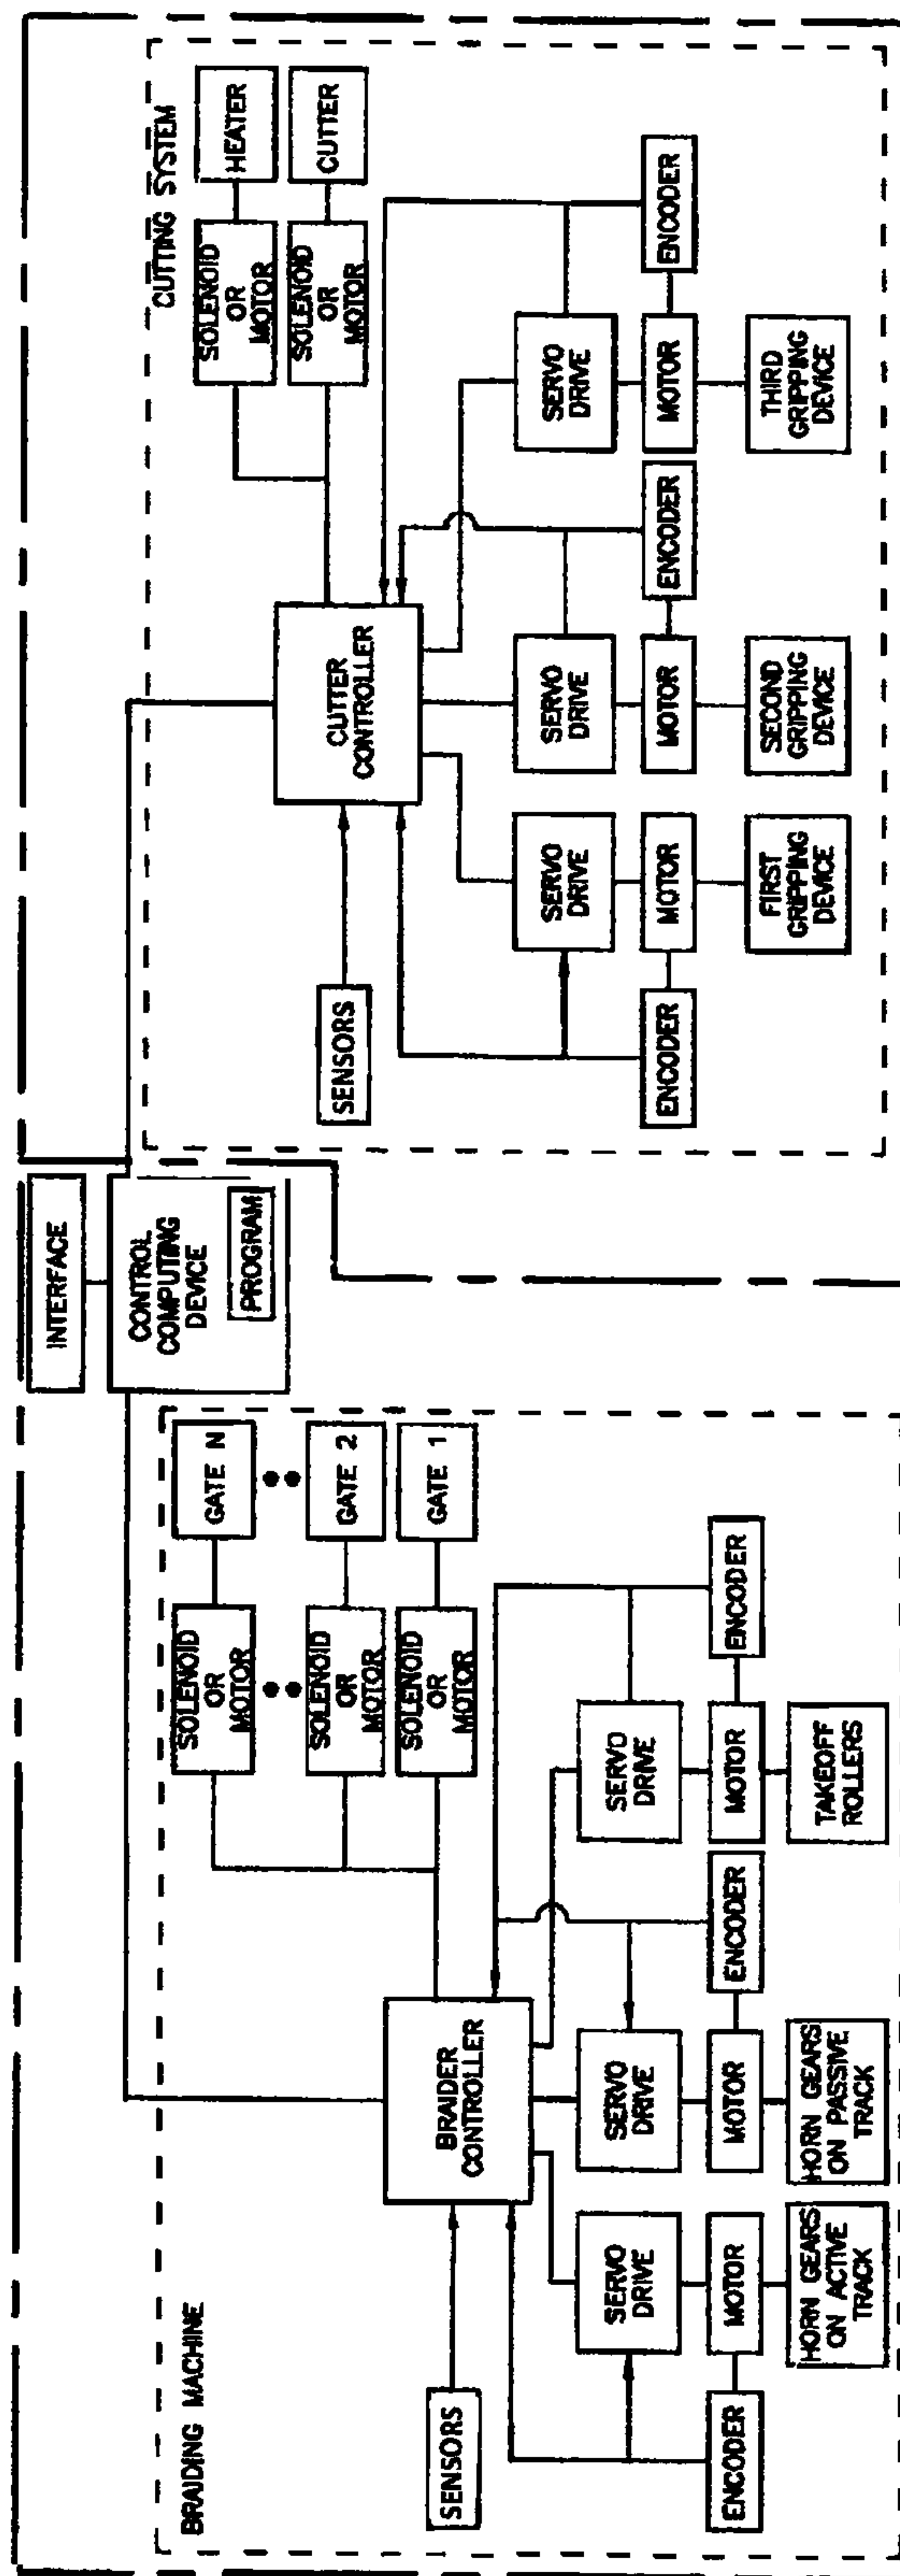 INTERFACE
CONTROL
COMPUTING
DEVICE
PROGRAM
BRAIDING MACHINE
SOLENOID
OR
MOTOR
GATE N
SOLENOID
OR
MOTOR
GATE 2
SOLENOID
OR
MOTOR
GATE 1
SENSORS
BRAIDER
CONTROLLER
SERVO
DRIVE
SERVO
DRIVE
SERVO
DRIVE
ENCODER
MOTOR
MOTOR
ENCODER
MOTOR
ENCODER
HORN GEARS
ON ACTIVE
TRACK
HORN GEARS
ON PASSIVE
TRACK
TAKEOFF
ROLLERS
CUTTING SYSTEM
SOLENOID
OR
MOTOR
HEATER
SOLENOID
OR
MOTOR
CUTTER
SENSORS
CUTTER
CONTROLLER
SERVO
DRIVE
SERVO
DRIVE
SERVO
DRIVE
ENCODER
MOTOR
MOTOR
ENCODER
MOTOR
ENCODER
FIRST
GRIPPING
DEVICE
SECOND
GRIPPING
DEVICE
THIRD
GRIPPING
DEVICE